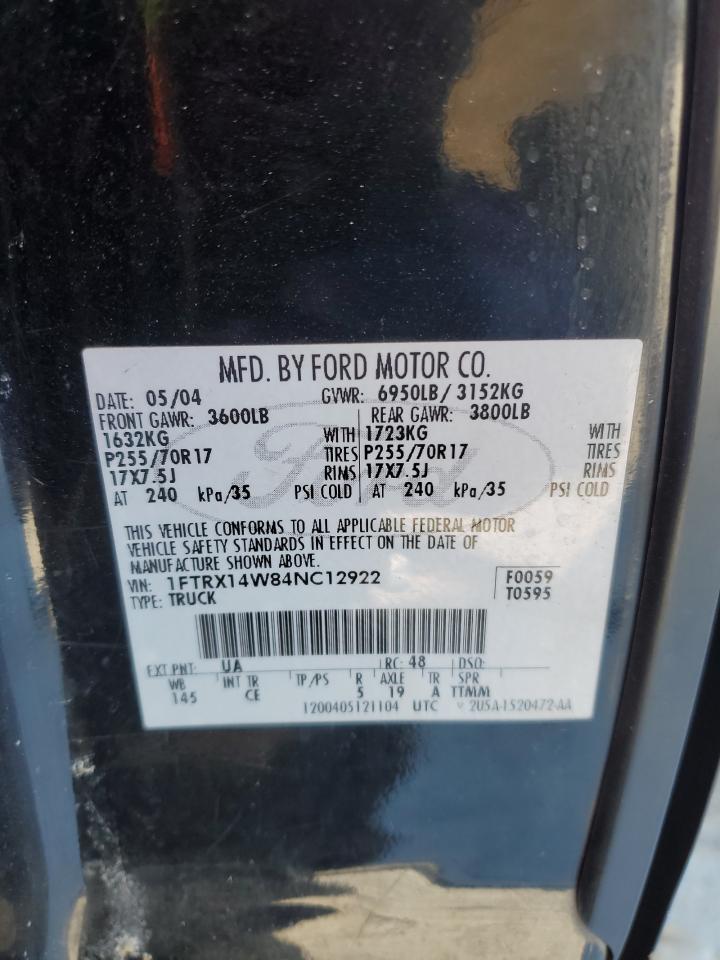 MFD. BY FORD MOTOR CO.
DATE: 05/04 GVWR: 6950LB/ 3152KG
FRONT GAWR: 3600LB REAR GAWR: 3800LB
1632KG WITH 1723KG WITH
P255/70R17 TIRES P255/70R17 TIRES
17X7.5J RIMS 17X7.5J RIMS
AT 240 kPa/35 PSI COLD AT 240 kPa/35 PSI COLD
Ford
THIS VEHICLE CONFORMS TO ALL APPLICABLE FEDERAL MOTOR
VEHICLE SAFETY STANDARDS IN EFFECT ON THE DATE OF
MANUFACTURE SHOWN ABOVE.
VIN: 1FTRX14W84NC12922 F0059
TYPE: TRUCK T0595
EXT PNT: UA RC: 48 DSO:
WB INT TR TP/PS R AXLE TR SPR
145 CE 5 19 A TTMM
1200405121104 UTC 2U5A-1520472-AA